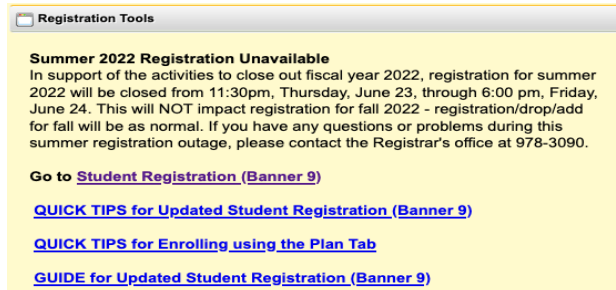 Registration Tools
Summer 2022 Registration Unavailable
In support of the activities to close out fiscal year 2022, registration for summer
2022 will be closed from 11:30pm, Thursday, June 23, through 6:00 pm, Friday,
June 24. This will NOT impact registration for fall 2022 - registration/drop/add
for fall will be as normal. If you have any questions or problems during this
summer registration outage, please contact the Registrar's office at 978-3090.
Go to Student Registration (Banner 9)
QUICK TIPS for Updated Student Registration (Banner 9)
QUICK TIPS for Enrolling using the Plan Tab
GUIDE for Updated Student Registration (Banner 9)